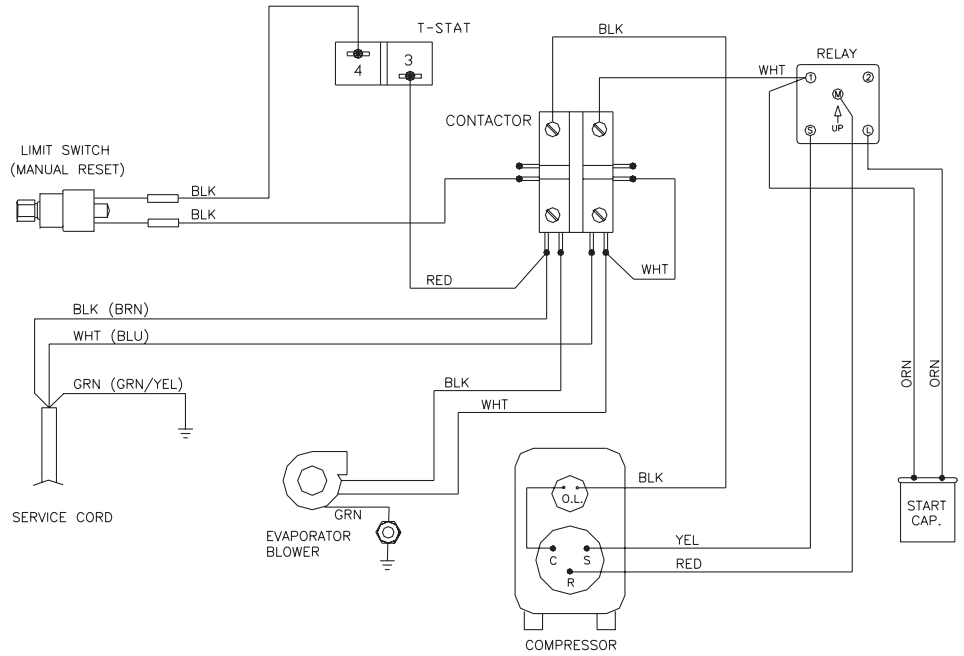 BLK
T-STAT
4
3
RELAY
WHT
1
2
M
UP
S
L
CONTACTOR
LIMIT SWITCH
(MANUAL RESET)
BLK
BLK
RED
WHT
BLK (BRN)
WHT (BLU)
GRN (GRN/YEL)
BLK
WHT
ORN
ORN
SERVICE CORD
GRN
EVAPORATOR
BLOWER
BLK
O.L.
START
CAP.
YEL
C
S
R
RED
COMPRESSOR